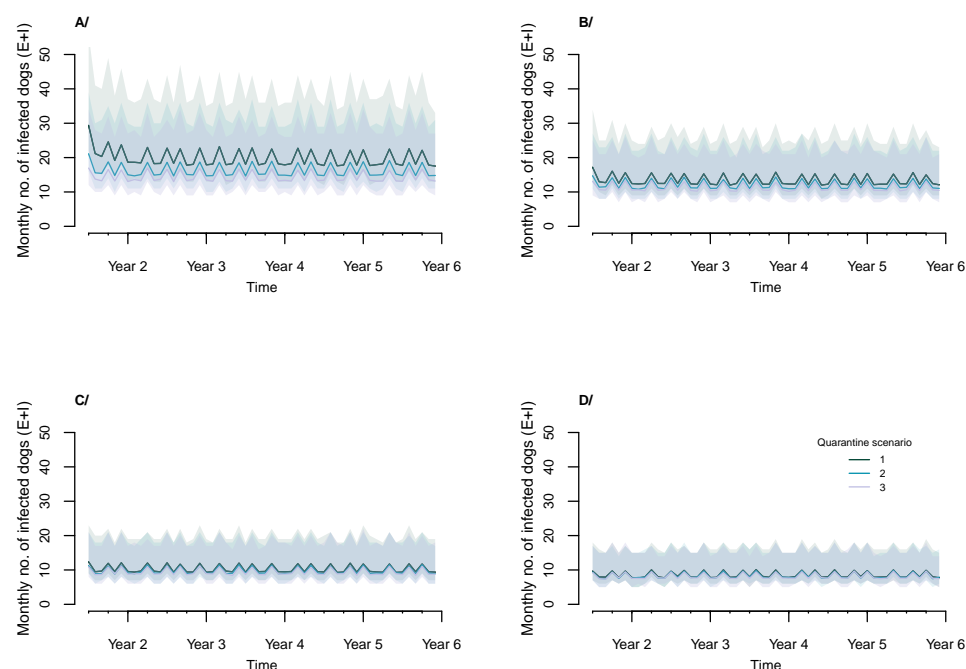 A/
Monthly no. of infected dogs (E+I)
50
40
30
20
10
0
Year 2 Year 3 Year 4 Year 5 Year 6
Time
B/
Monthly no. of infected dogs (E+I)
50
40
30
20
10
0
Year 2 Year 3 Year 4 Year 5 Year 6
Time
C/
Monthly no. of infected dogs (E+I)
50
40
30
20
10
0
Year 2 Year 3 Year 4 Year 5 Year 6
Time
D/
Monthly no. of infected dogs (E+I)
50
40
30
20
10
0
Quarantine scenario
1
2
3
Year 2 Year 3 Year 4 Year 5 Year 6
Time